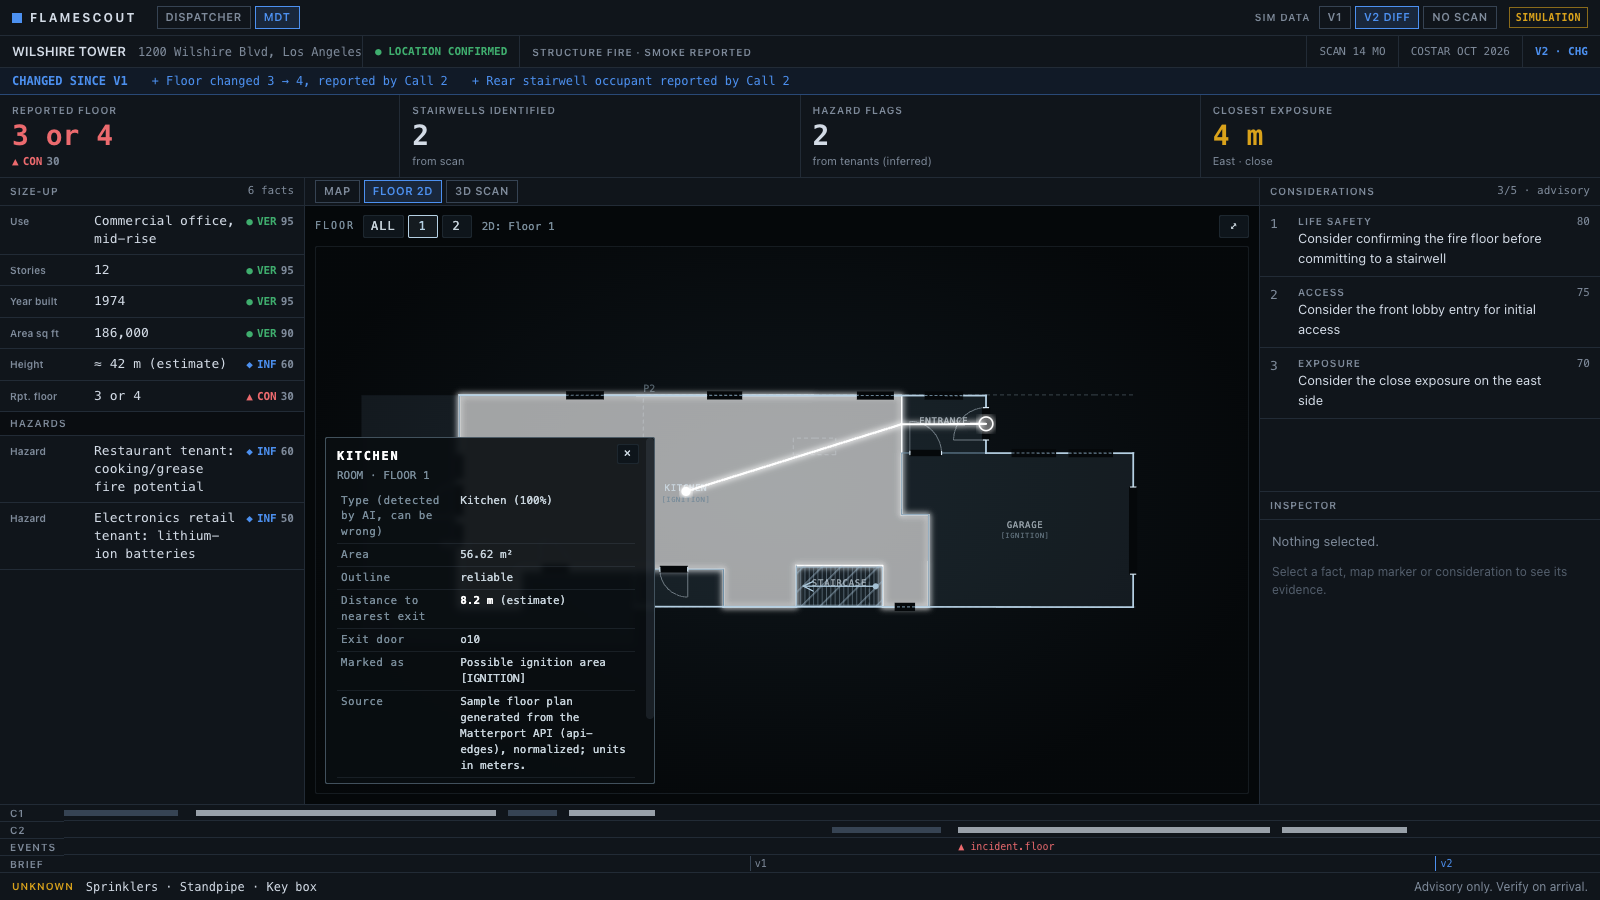 FLAMESCOUT
DISPATCHER
MDT
SIM DATA
V1
V2 DIFF
NO SCAN
SIMULATION
WILSHIRE TOWER
1200 Wilshire Blvd, Los Angeles
● LOCATION CONFIRMED
STRUCTURE FIRE · SMOKE REPORTED
SCAN 14 MO
COSTAR OCT 2026
V2 · CHG
CHANGED SINCE V1
+ Floor changed 3 → 4, reported by Call 2
+ Rear stairwell occupant reported by Call 2
REPORTED FLOOR
3 or 4
▲ CON 30
STAIRWELLS IDENTIFIED
2
from scan
HAZARD FLAGS
2
from tenants (inferred)
CLOSEST EXPOSURE
4 m
East · close
SIZE-UP
6 facts
Use
Commercial office,
mid-rise
● VER 95
Stories
12
● VER 95
Year built
1974
● VER 95
Area sq ft
186,000
● VER 90
Height
≈ 42 m (estimate)
◆ INF 60
Rpt. floor
3 or 4
▲ CON 30
HAZARDS
Hazard
Restaurant tenant:
cooking/grease
fire potential
◆ INF 60
Hazard
Electronics retail
tenant: lithium-
ion batteries
◆ INF 50
MAP
FLOOR 2D
3D SCAN
FLOOR
ALL
1
2
2D: Floor 1
⤢
P2
ENTRANCE
[IGNITION]
GARAGE
[IGNITION]
STAIRCASE
KITCHEN
×
ROOM · FLOOR 1
Type (detected
by AI, can be
wrong)
Kitchen (100%)
Area
56.62 m²
Outline
reliable
Distance to
nearest exit
8.2 m (estimate)
Exit door
o10
Marked as
Possible ignition area
[IGNITION]
Source
Sample floor plan
generated from the
Matterport API (api-
edges), normalized; units
in meters.
CONSIDERATIONS
3/5 · advisory
1
LIFE SAFETY
80
Consider confirming the fire floor before
committing to a stairwell
2
ACCESS
75
Consider the front lobby entry for initial
access
3
EXPOSURE
70
Consider the close exposure on the east
side
INSPECTOR
Nothing selected.
Select a fact, map marker or consideration to see its
evidence.
C1
C2
EVENTS
▲ incident.floor
BRIEF
v1
v2
UNKNOWN
Sprinklers · Standpipe · Key box
Advisory only. Verify on arrival.